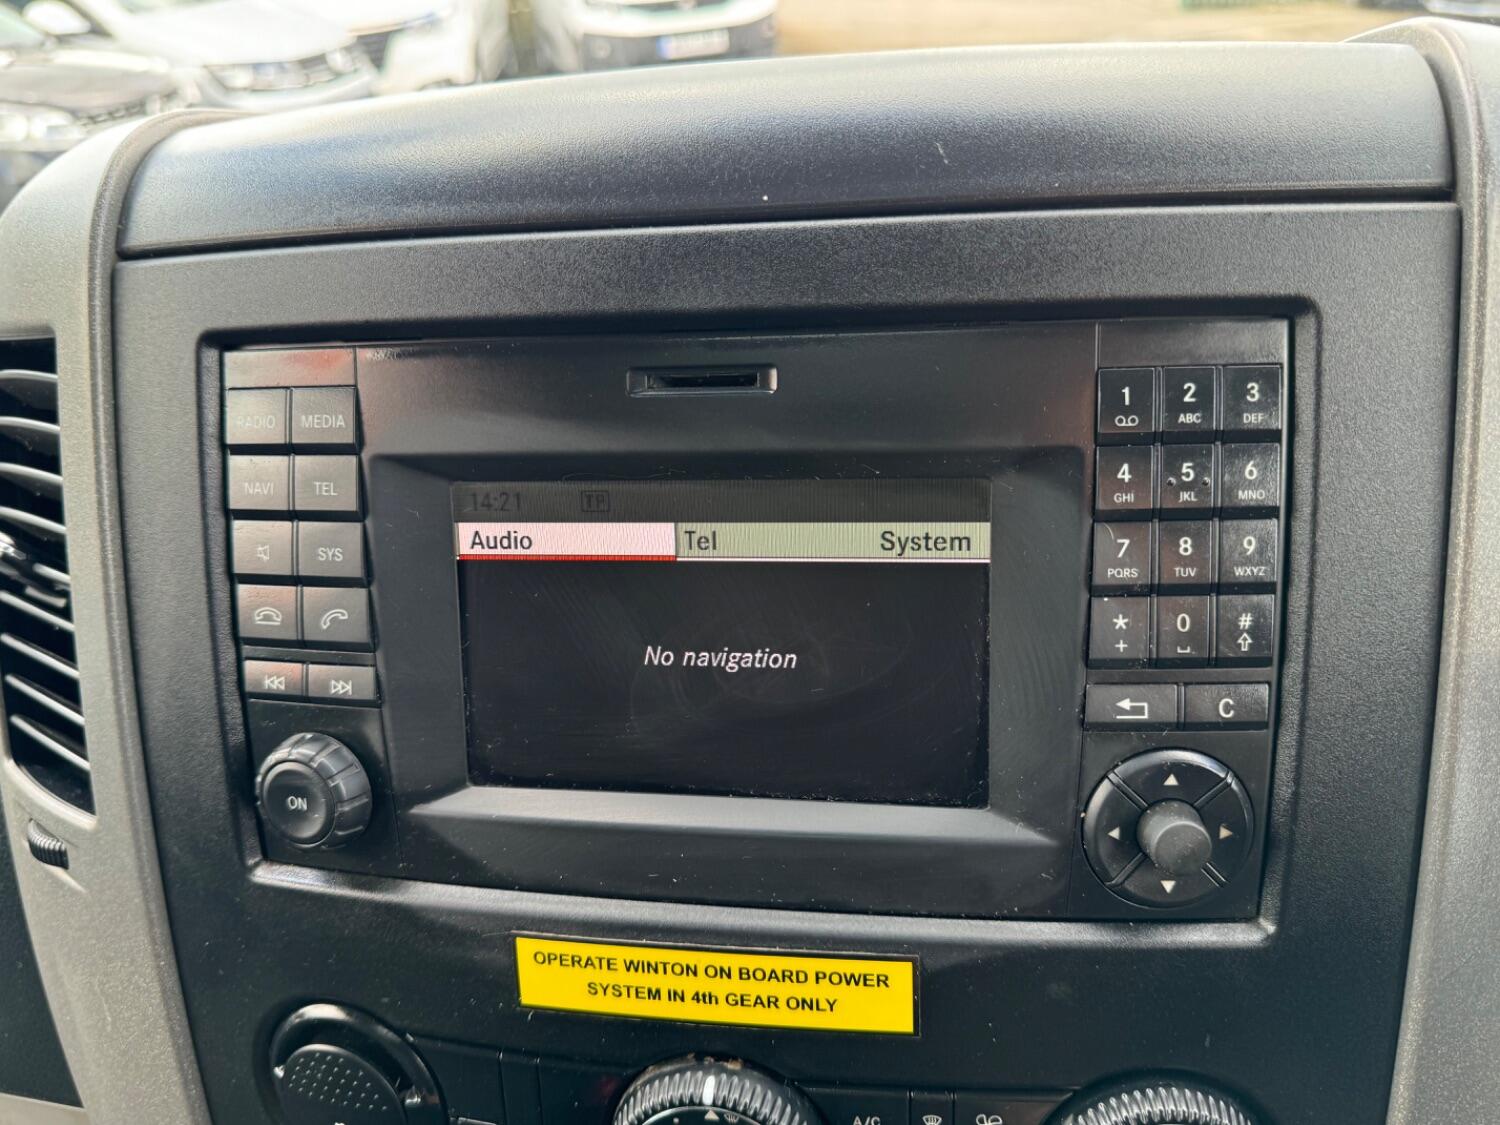 RADIO MEDIA
NAVI TEL
SYS
ON
14:21 TP
Audio Tel System
No navigation
1 2 3
ABC DEF
4 5 6
GHI JKL MNO
7 8 9
PQRS TUV WXYZ
* 0 #
+
C
OPERATE WINTON ON BOARD POWER
SYSTEM IN 4th GEAR ONLY
A/C